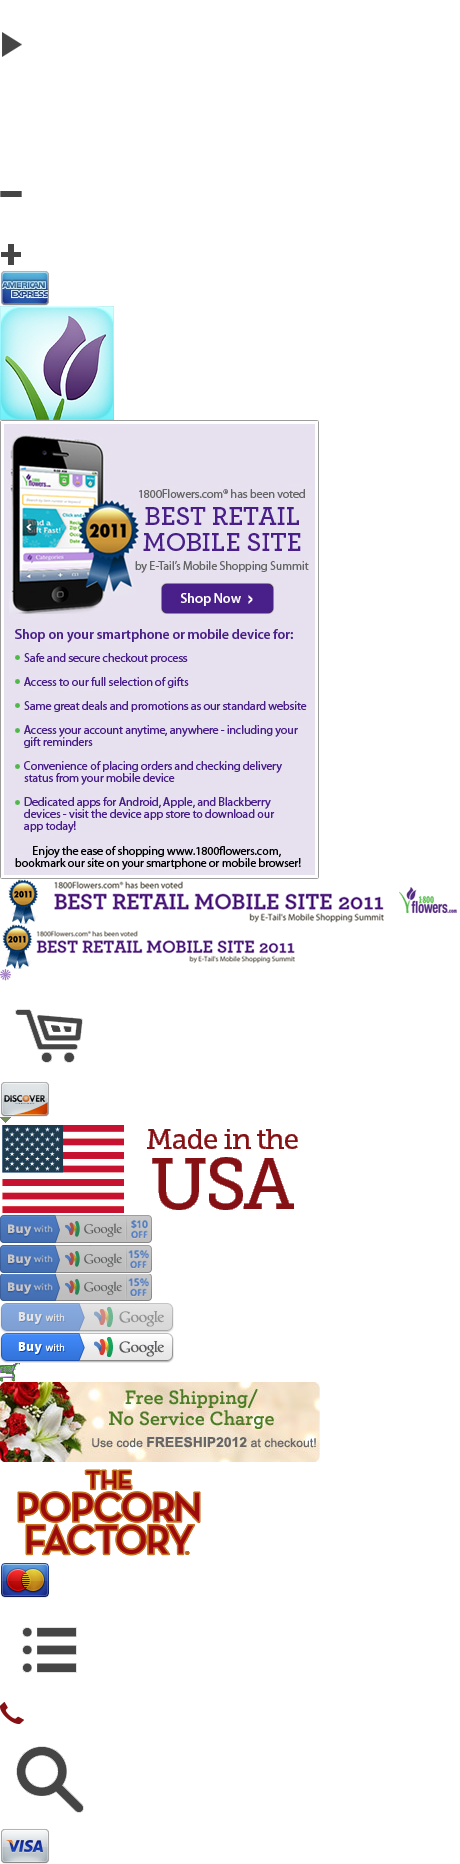 AMERICAN
EXPRESS
1800Flowers.com® has been voted
2011
BEST RETAIL
MOBILE SITE
by E-Tail's Mobile Shopping Summit
Shop Now
Shop on your smartphone or mobile device for:
Safe and secure checkout process
Access to our full selection of gifts
Same great deals and promotions as our standard website
Access your account anytime, anywhere - including your
gift reminders
Convenience of placing orders and checking delivery
status from your mobile device
Dedicated apps for Android, Apple, and Blackberry
devices - visit the device app store to download our
app today!
Enjoy the ease of shopping www.1800flowers.com,
bookmark our site on your smartphone or mobile browser!
2011
1800Flowers.com® has been voted
BEST RETAIL MOBILE SITE 2011
by E-Tail's Mobile Shopping Summit
1800
flowers.com
2011
1800Flowers.com® has been voted
BEST RETAIL MOBILE SITE 2011
by E-Tail's Mobile Shopping Summit
DISCOVER
Made in the
USA
Buy with Google $10 OFF
Buy with Google 15% OFF
Buy with Google 15% OFF
Buy with Google
Buy with Google
Free Shipping/
No Service Charge
Use code FREESHIP2012 at checkout!
THE
POPCORN
FACTORY.
VISA